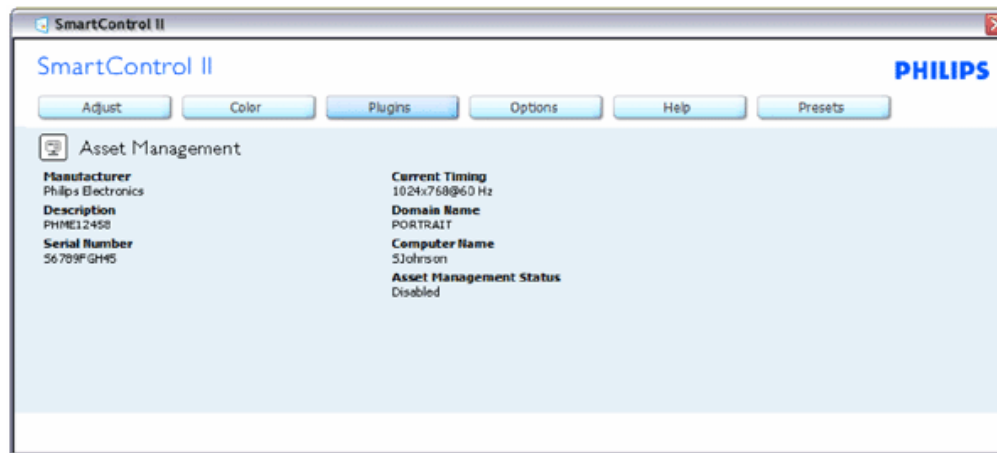 SmartControl II
SmartControl II
PHILIPS
Adjust Color Plugins Options Help Presets
Asset Management
Manufacturer
Philips Electronics
Description
PHME12458
Serial Number
56789FGH45
Current Timing
1024x768@60 Hz
Domain Name
PORTRAIT
Computer Name
SJohnson
Asset Management Status
Disabled